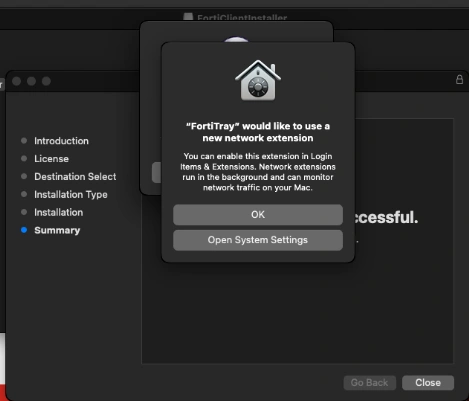 FortiClientInstaller
"FortiTray" would like to use a
new network extension
You can enable this extension in Login
Items & Extensions. Network extensions
run in the background and can monitor
network traffic on your Mac.
OK
Open System Settings
Introduction
License
Destination Select
Installation Type
Installation
Summary
ccessful.
Go Back
Close